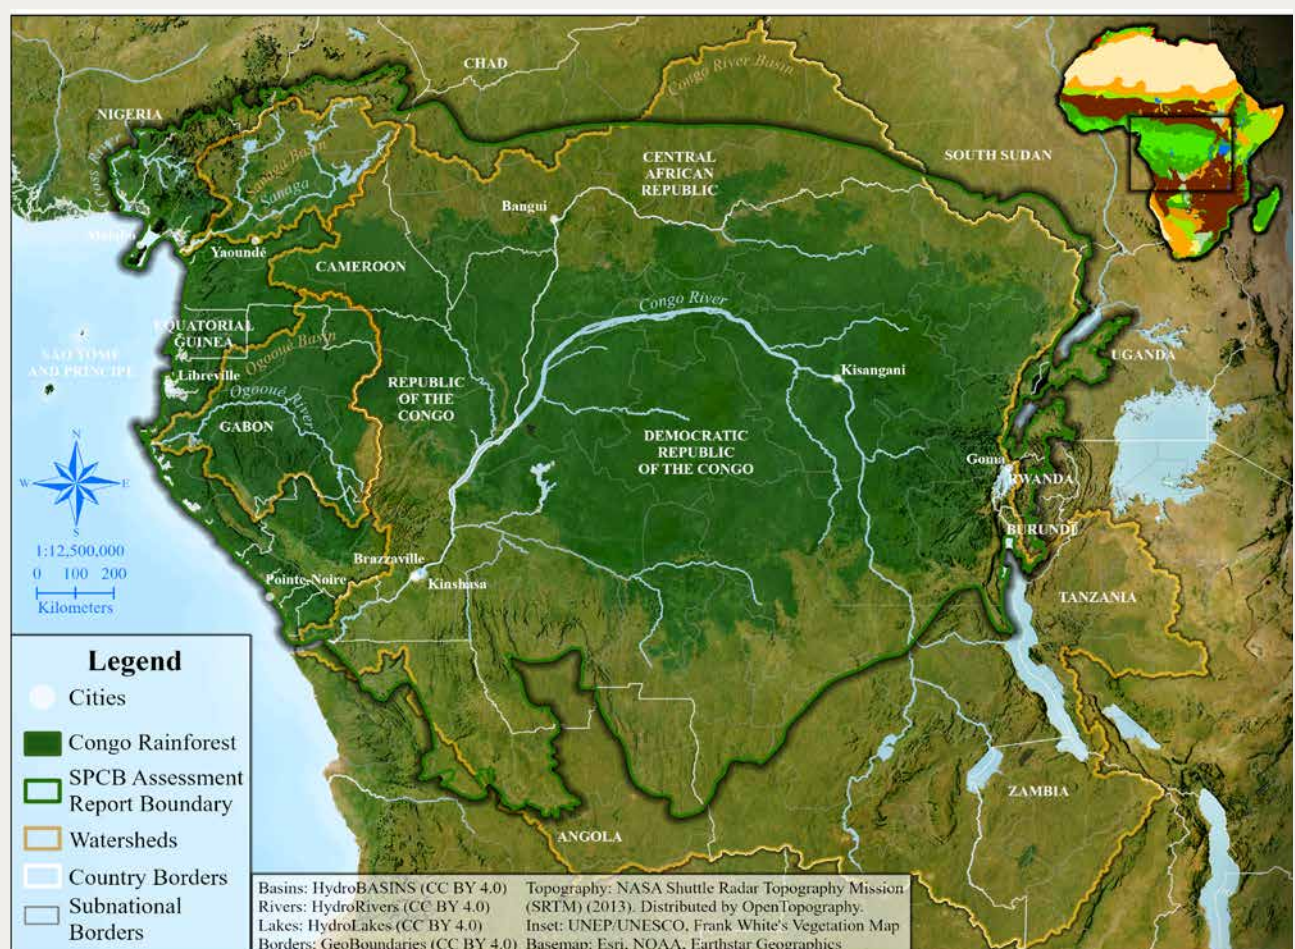 CHAD
Congo River Basin
NIGERIA
Cross River
Sanaga Basin
Sanaga
CENTRAL
AFRICAN
REPUBLIC
SOUTH SUDAN
Bangui
Malabo
Yaoundé
CAMEROON
Congo River
EQUATORIAL
GUINEA
Ogooué Basin
SÃO TOME
AND PRINCIPE
Libreville
Ogooué River
GABON
REPUBLIC
OF THE
CONGO
Kisangani
UGANDA
DEMOCRATIC
REPUBLIC
OF THE CONGO
Goma
RWANDA
BURUNDI
N
W
E
S
1:12,500,000
0 100 200
Kilometers
Brazzaville
Kinshasa
Pointe-Noire
TANZANIA
ZAMBIA
ANGOLA
Legend
Cities
Congo Rainforest
SPCB Assessment
Report Boundary
Watersheds
Country Borders
Subnational
Borders
Basins: HydroBASINS (CC BY 4.0)
Rivers: HydroRivers (CC BY 4.0)
Lakes: HydroLakes (CC BY 4.0)
Borders: GeoBoundaries (CC BY 4.0)
Topography: NASA Shuttle Radar Topography Mission
(SRTM) (2013). Distributed by OpenTopography.
Inset: UNEP/UNESCO, Frank White's Vegetation Map
Basemap: Esri, NOAA, Earthstar Geographics